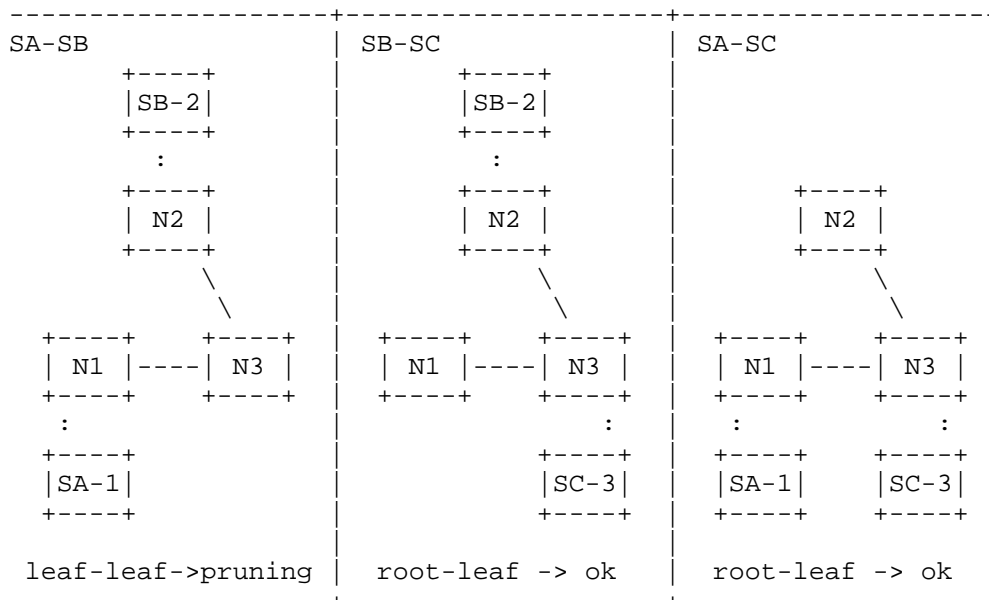 ---------------------+---------------------+--------------------
SA-SB                | SB-SC               | SA-SC
       +----+        |       +----+        |
       |SB-2|        |       |SB-2|        |
       +----+        |       +----+        |
         :           |         :           |
       +----+        |       +----+        |       +----+
       | N2 |        |       | N2 |        |       | N2 |
       +----+        |       +----+        |       +----+
            \        |            \        |            \
             \       |             \       |             \
  +----+    +----+   |  +----+    +----+   |  +----+    +----+
  | N1 |----| N3 |   |  | N1 |----| N3 |   |  | N1 |----| N3 |
  +----+    +----+   |  +----+    +----+   |  +----+    +----+
   :                 |                :    |   :              :
  +----+             |            +----+   |  +----+    +----+
  |SA-1|             |            |SC-3|   |  |SA-1|    |SC-3|
  +----+             |            +----+   |  +----+    +----+
                     |                     |
 leaf-leaf->pruning  |  root-leaf -> ok    |  root-leaf -> ok